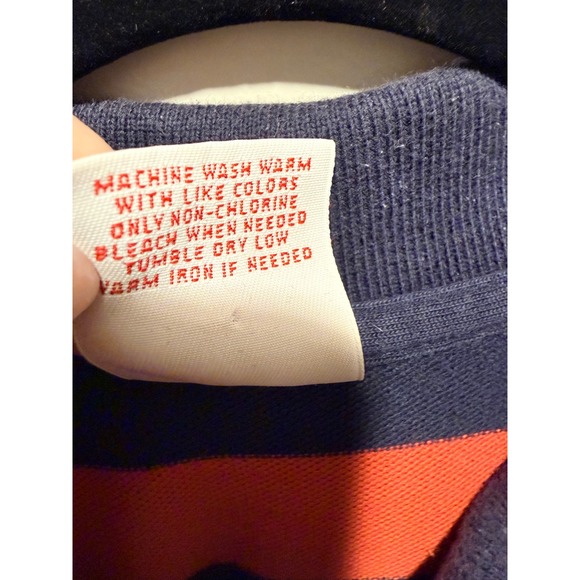 MACHINE WASH WARM
WITH LIKE COLORS
ONLY NON-CHLORINE
BLEACH WHEN NEEDED
TUMBLE DRY LOW
WARM IRON IF NEEDED